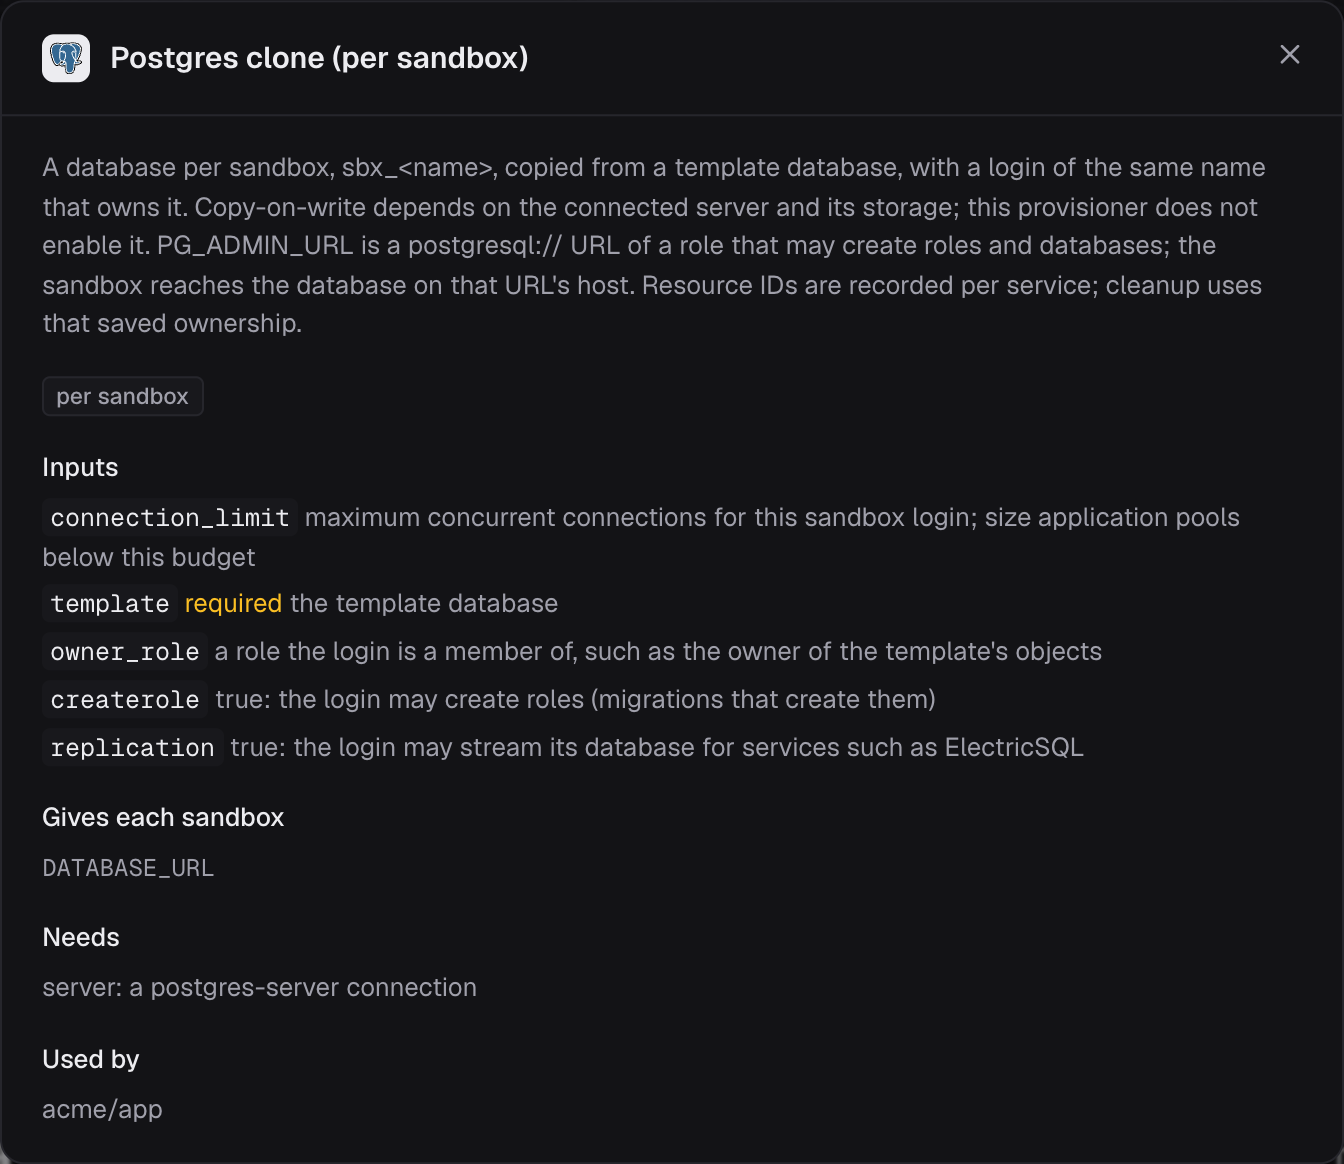 Postgres clone (per sandbox)
A database per sandbox, sbx_<name>, copied from a template database, with a login of the same name
that owns it. Copy-on-write depends on the connected server and its storage; this provisioner does not
enable it. PG_ADMIN_URL is a postgresql:// URL of a role that may create roles and databases; the
sandbox reaches the database on that URL's host. Resource IDs are recorded per service; cleanup uses
that saved ownership.
per sandbox
Inputs
connection_limit maximum concurrent connections for this sandbox login; size application pools
below this budget
template required the template database
owner_role a role the login is a member of, such as the owner of the template's objects
createrole true: the login may create roles (migrations that create them)
replication true: the login may stream its database for services such as ElectricSQL
Gives each sandbox
DATABASE_URL
Needs
server: a postgres-server connection
Used by
acme/app